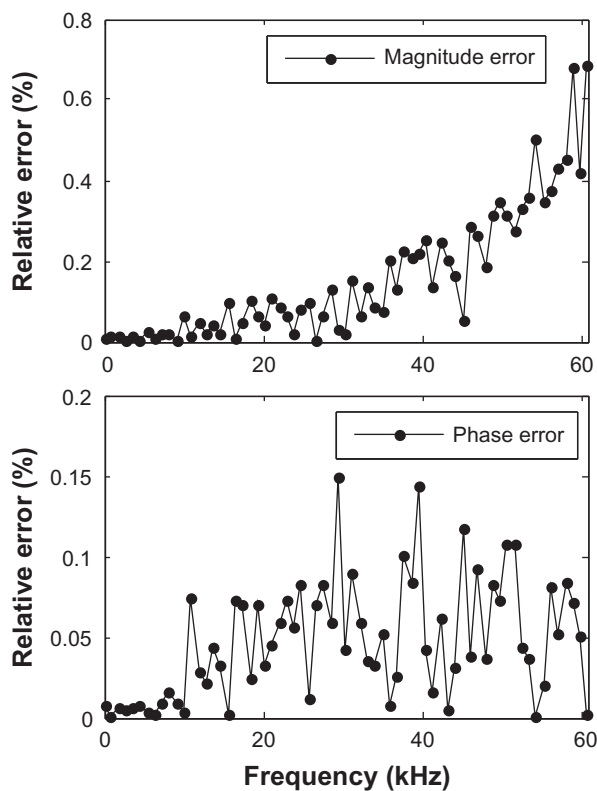 0.8
0.6
0.4
0.2
0
Relative error (%)
Magnitude error
0 20 40 60
0.2
0.15
0.1
0.05
0
Relative error (%)
Phase error
0 20 40 60
Frequency (kHz)